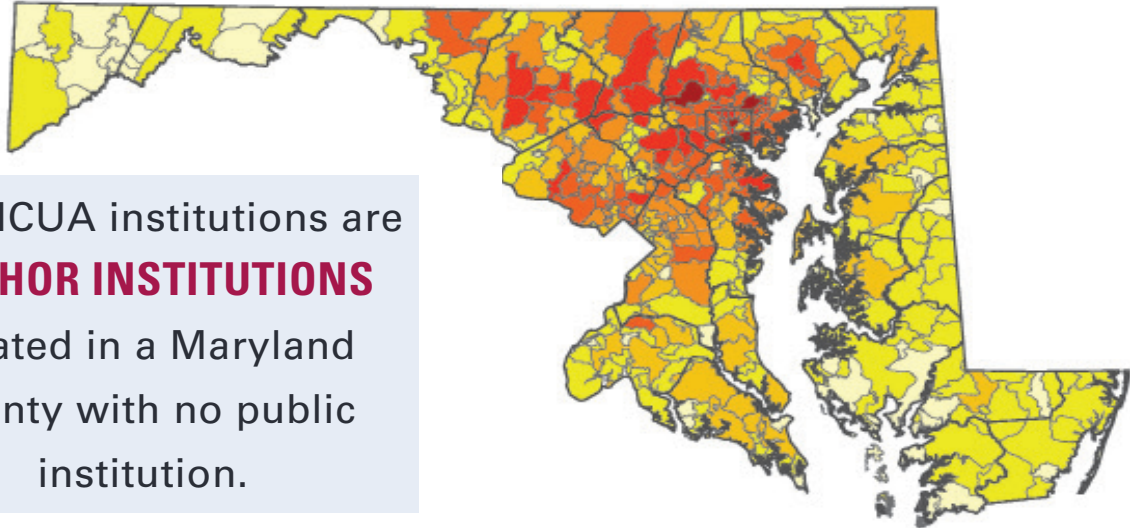 ICUA institutions are
HOR INSTITUTIONS
ated in a Maryland
nty with no public
institution.